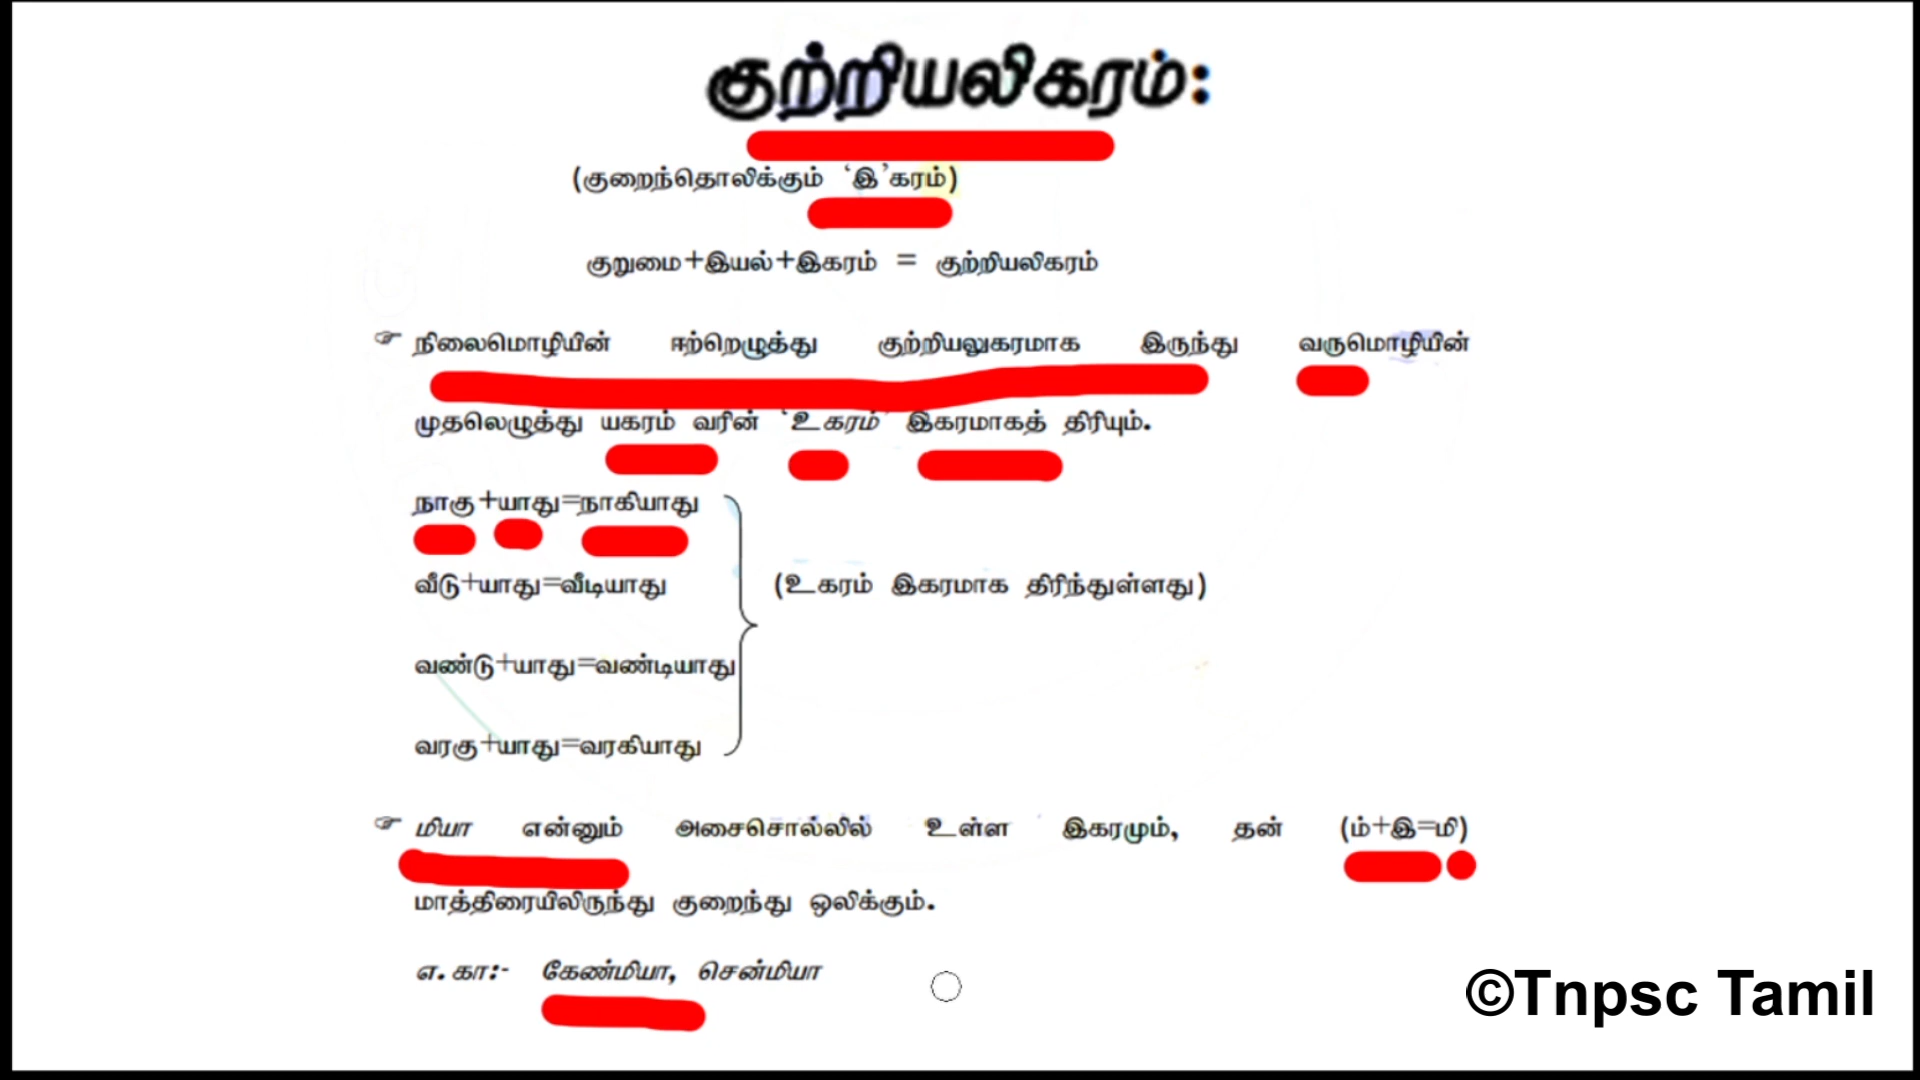 குற்றியலிகரம்:
(குறைந்தொலிக்கும் ‘இ’கரம்)
குறுமை+இயல்+இகரம் = குற்றியலிகரம்
☞ நிலைமொழியின் ஈற்றெழுத்து குற்றியலுகரமாக இருந்து வருமொழியின்
முதலெழுத்து யகரம் வரின் ‘உகரம்’ இகரமாகத் திரியும்.
நாகு+யாது=நாகியாது
வீடு+யாது=வீடியாது (உகரம் இகரமாக திரிந்துள்ளது)
வண்டு+யாது=வண்டியாது
வரகு+யாது=வரகியாது
☞ மியா என்னும் அசைசொல்லில் உள்ள இகரமும், தன் (ம்+இ=மி)
மாத்திரையிலிருந்து குறைந்து ஒலிக்கும்.
எ.கா:- கேண்மியா, சென்மியா
©Tnpsc Tamil